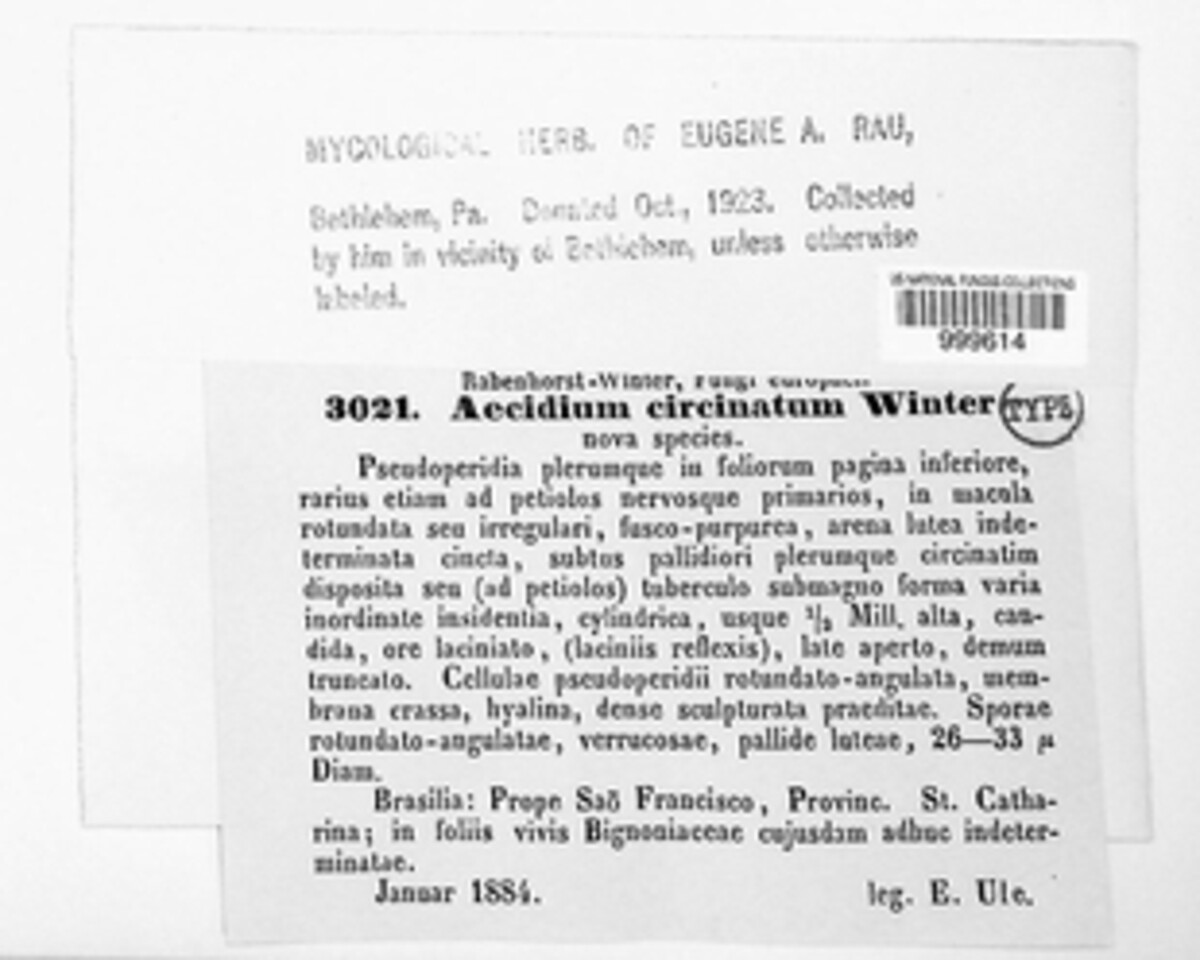 MYCOLOGICAL HERB. OF EUGENE A. RAU,
Bethlehem, Pa. Donated Oct., 1923. Collected
by him in vicinity of Bethlehem, unless otherwise
labeled.
US NATIONAL FUNGUS COLLECTIONS
999614
Rabenhorst-Winter, Fungi europaei.
3021. Aecidium circinatum Winter TYPE
nova species.
Pseudoperidia plerumque in foliorum pagina inferiore,
rarius etiam ad petiolos nervosque primarios, in macula
rotundata seu irregulari, fusco-purpurea, arena lutea inde-
terminata cincta, subtus pallidiori plerumque circinatim
disposita seu (ad petiolos) tuberculo submagno forma varia
inordinate insidentia, cylindrica, usque 1/2 Mill. alta, can-
dida, ore laciniato, (laciniis reflexis), late aperto, demum
truncato. Cellulae pseudoperidii rotundato-angulata, mem-
brana crassa, hyalina, dense sculpturata praeditae. Sporae
rotundato-angulatae, verrucosae, pallide luteae, 26—33 µ
Diam.
Brasilia: Prope Saõ Francisco, Provinc. St. Catha-
rina; in foliis vivis Bignoniaceae cujusdam adhuc indeter-
minatae.
Januar 1884. leg. E. Ule.